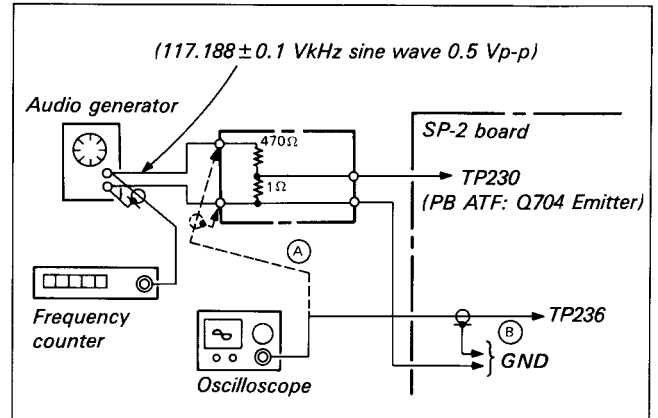 (117.188±0.1 VkHz sine wave 0.5 Vp-p)
Audio generator
SP-2 board
470Ω
1Ω
TP230
(PB ATF: Q704 Emitter)
A
Frequency
counter
B
TP236
GND
Oscilloscope